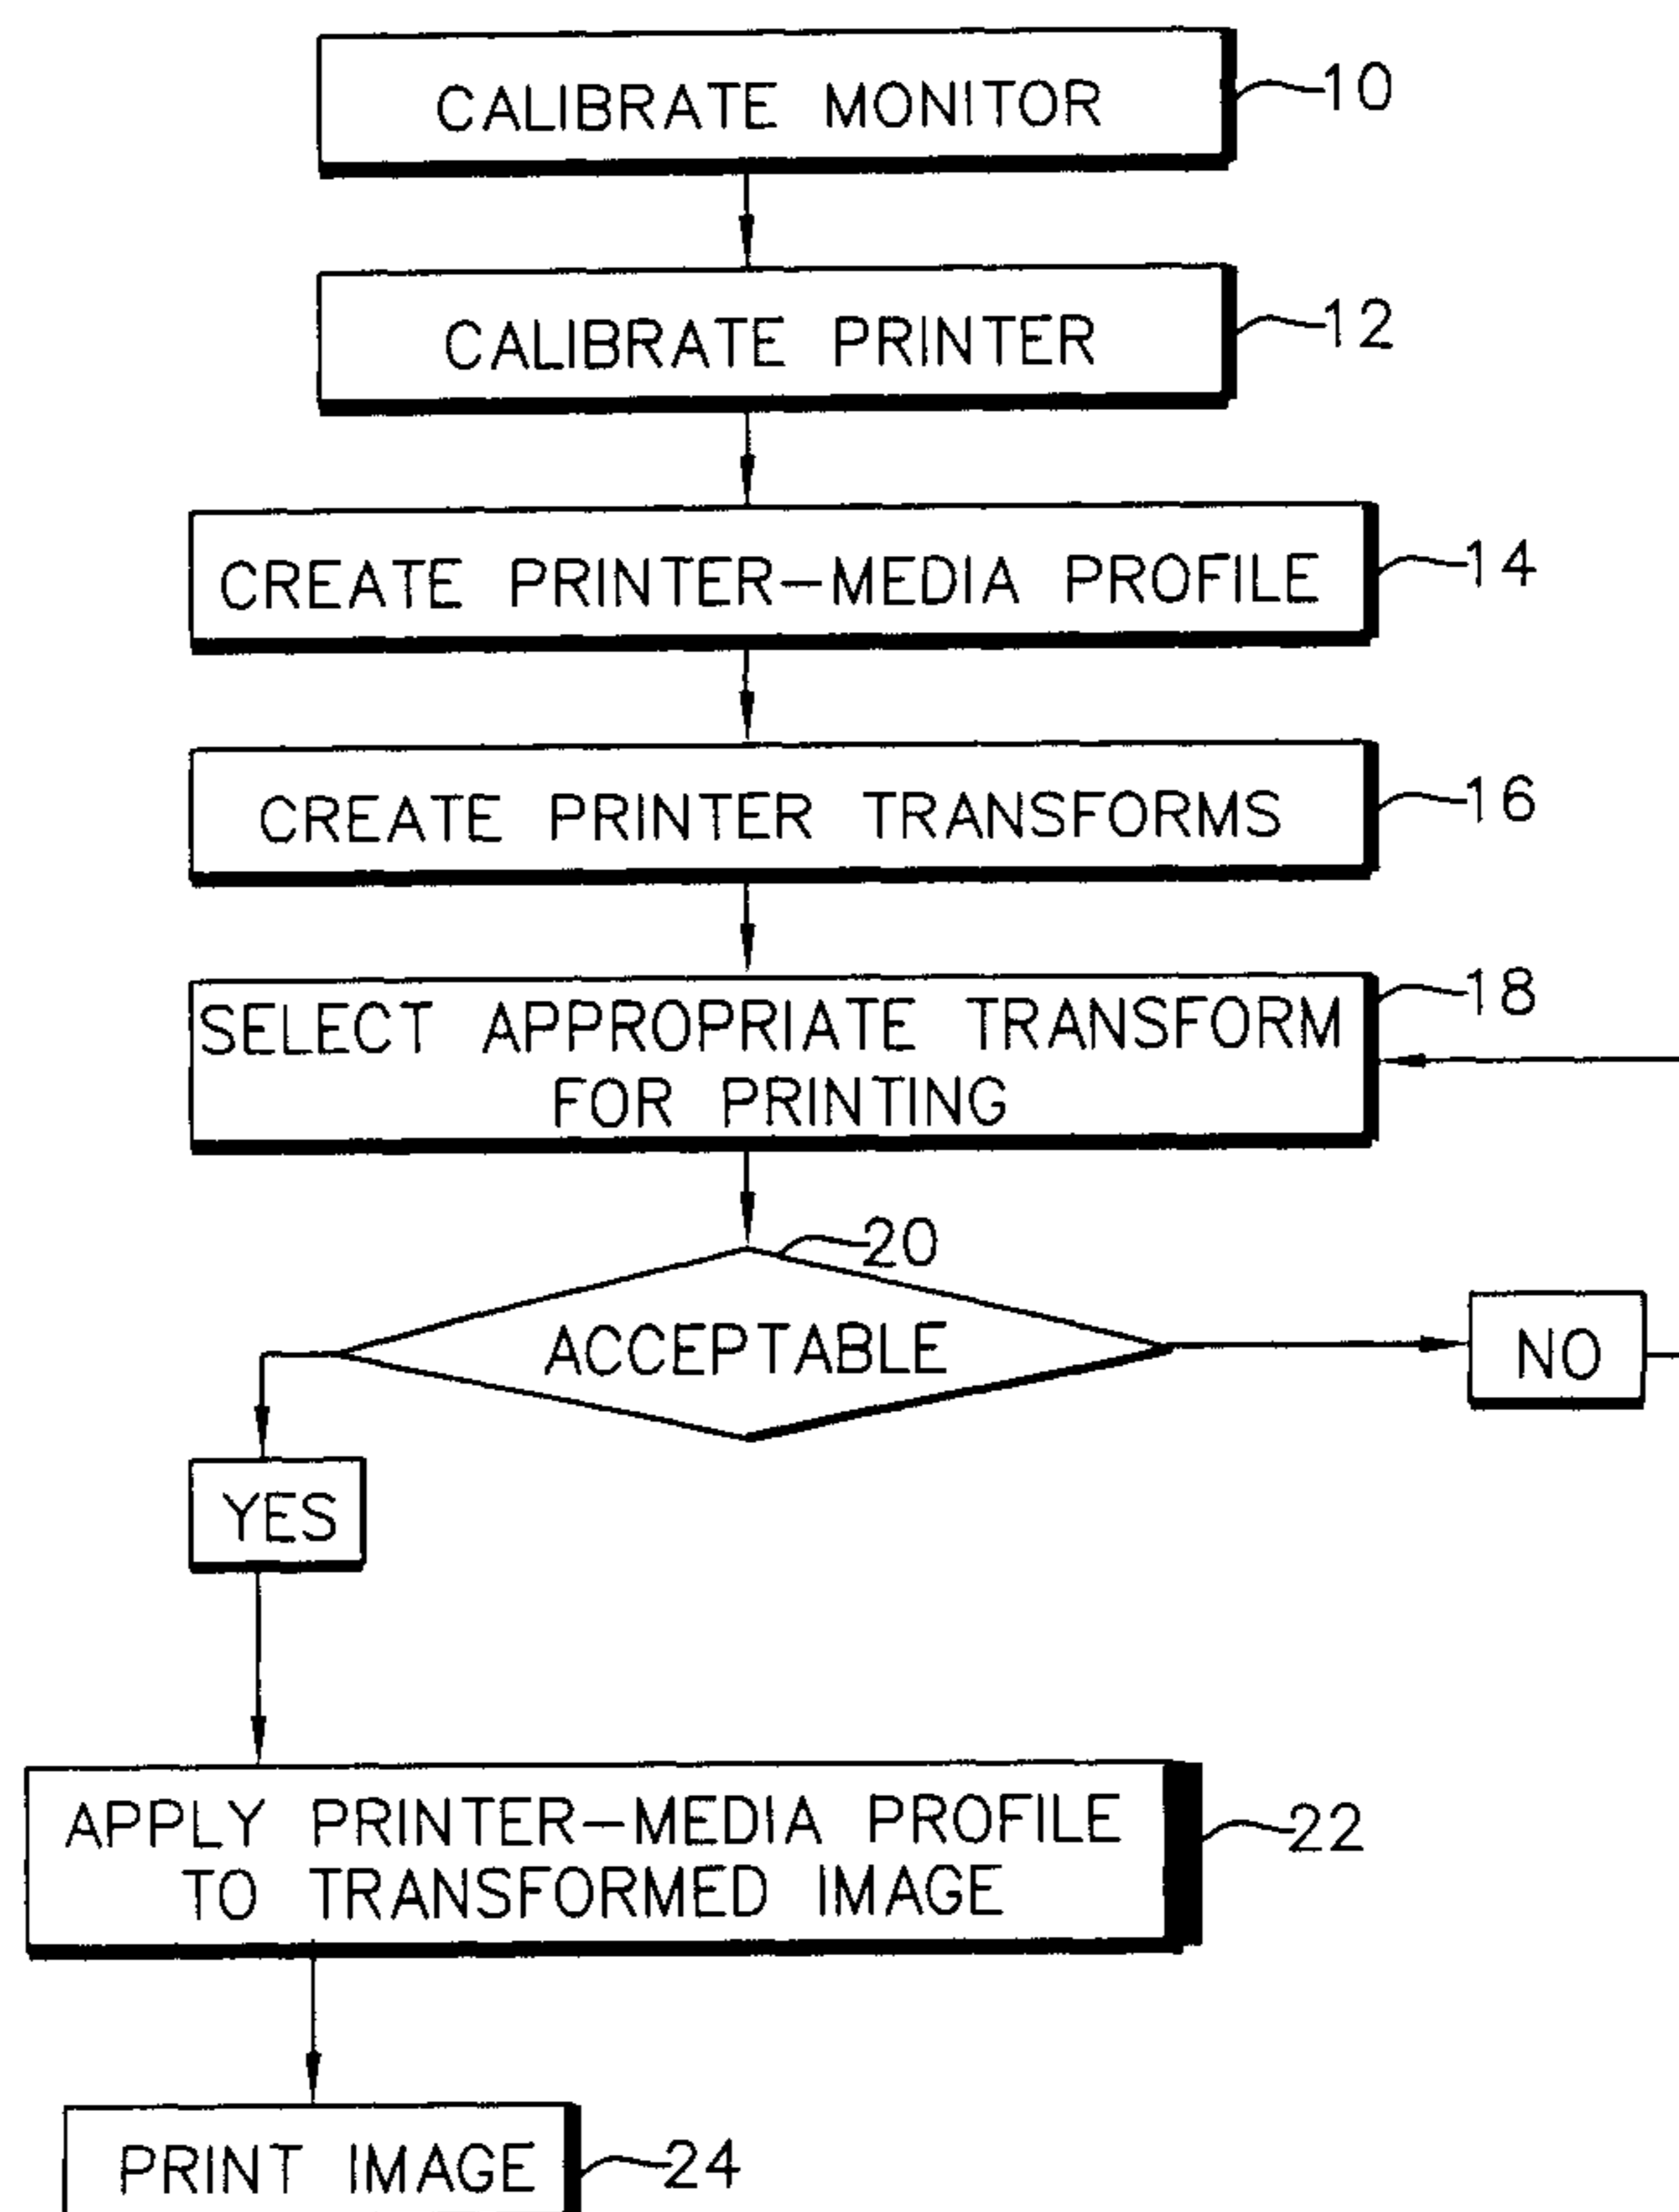 CALIBRATE MONITOR
10
CALIBRATE PRINTER
12
CREATE PRINTER-MEDIA PROFILE
14
CREATE PRINTER TRANSFORMS
16
SELECT APPROPRIATE TRANSFORM
FOR PRINTING
18
20
ACCEPTABLE
NO
YES
APPLY PRINTER-MEDIA PROFILE
TO TRANSFORMED IMAGE
22
PRINT IMAGE
24